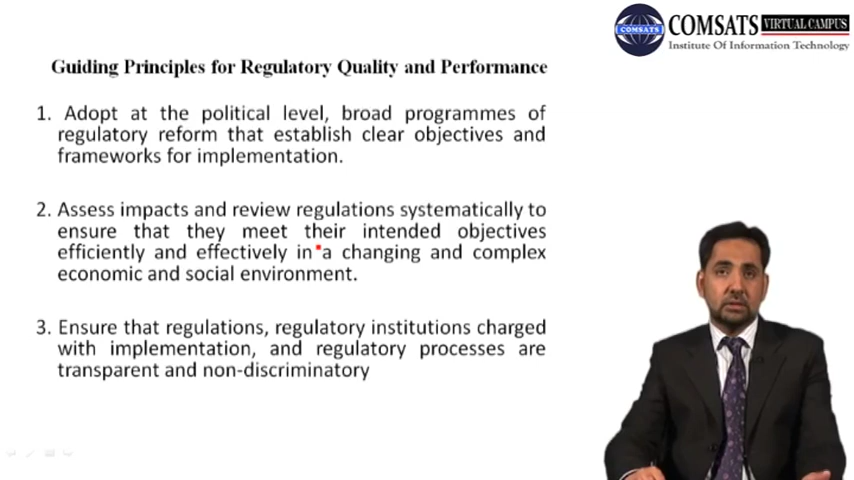 COMSATS VIRTUAL CAMPUS
COMSATS
Institute Of Information Technology
Guiding Principles for Regulatory Quality and Performance
1. Adopt at the political level, broad programmes of
regulatory reform that establish clear objectives and
frameworks for implementation.
2. Assess impacts and review regulations systematically to
ensure that they meet their intended objectives
efficiently and effectively in a changing and complex
economic and social environment.
3. Ensure that regulations, regulatory institutions charged
with implementation, and regulatory processes are
transparent and non-discriminatory